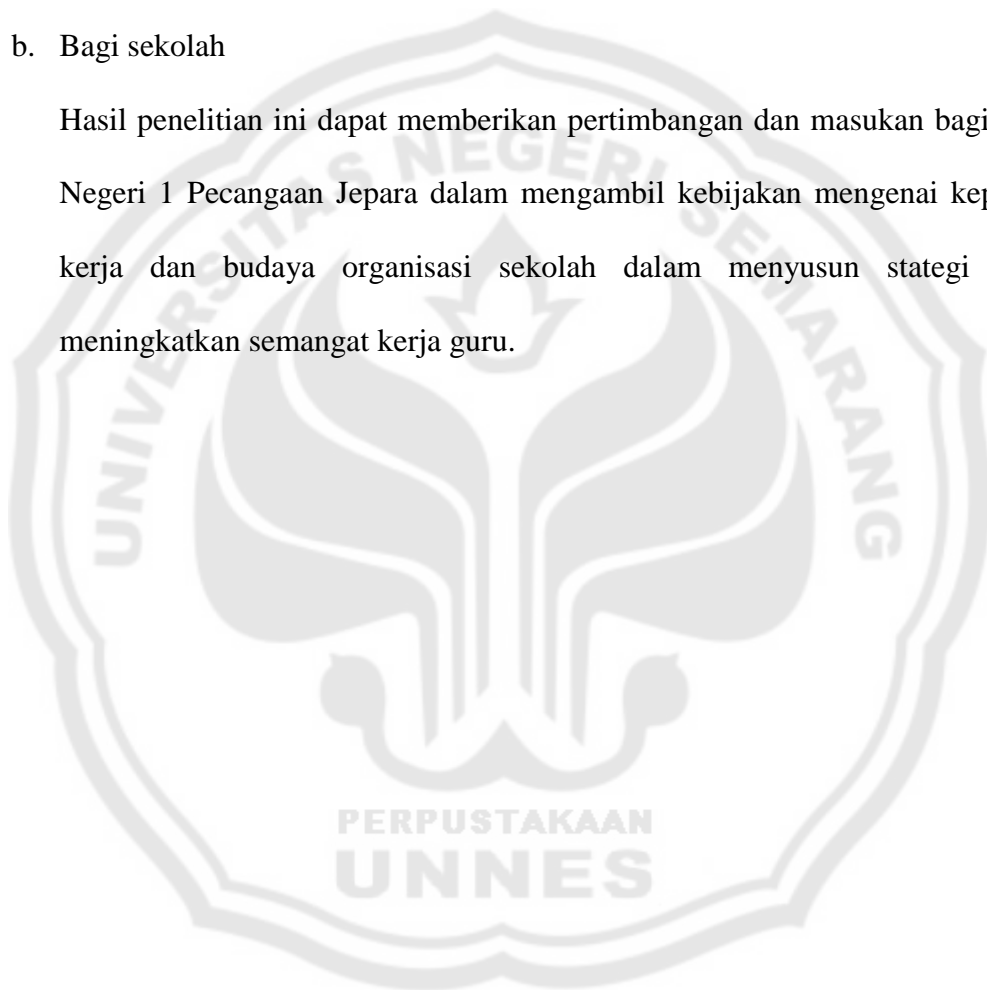 b. Bagi sekolah
Hasil penelitian ini dapat memberikan pertimbangan dan masukan bagi
Negeri 1 Pecangaan Jepara dalam mengambil kebijakan mengenai
kerja dan budaya organisasi sekolah dalam menyusun stategi
meningkatkan semangat kerja guru.
UNIVERSITAS NEGERI SEMARANG
PERPUSTAKAAN
UNNES